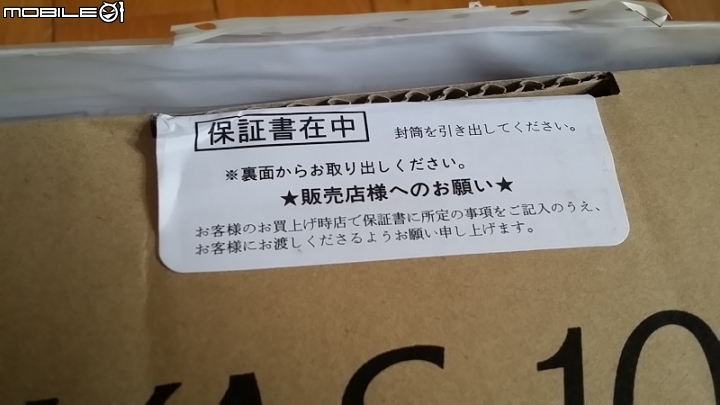 MOBILE01
保証書在中 封筒を引き出してください。
※裏面からお取り出しください。
★販売店様へのお願い★
お客様のお買上げ時店で保証書に所定の事項をご記入のうえ、
お客様にお渡しくださるようお願い申し上げます。
10